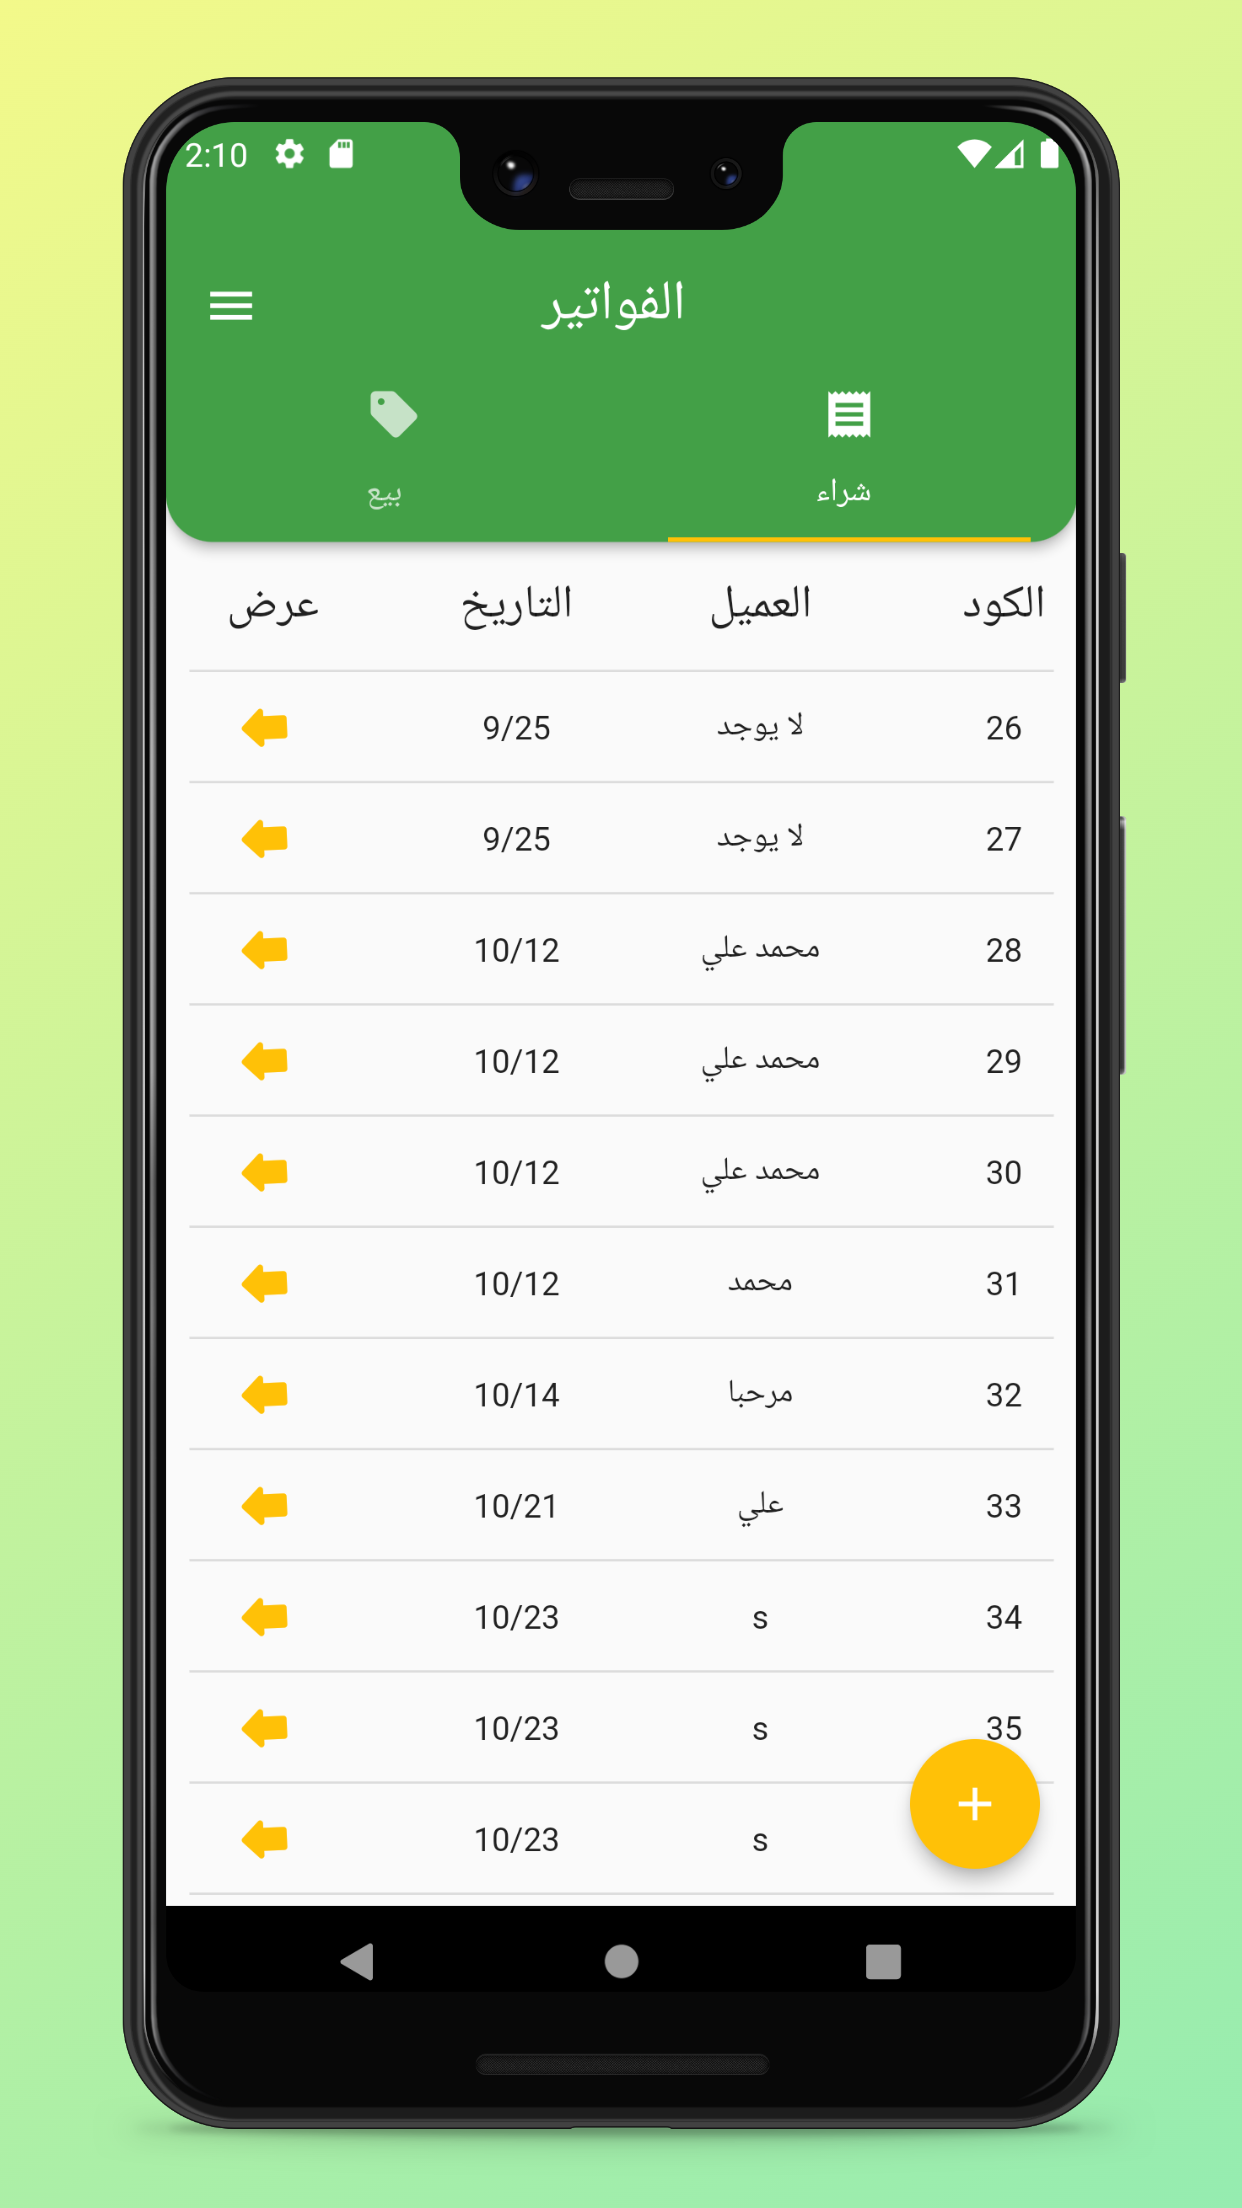 2:10
الفواتير
شراء
بيع
الكود العميل التاريخ عرض
26 لا يوجد 9/25
27 لا يوجد 9/25
28 محمد علي 10/12
29 محمد علي 10/12
30 محمد علي 10/12
31 محمد 10/12
32 مرحبا 10/14
33 علي 10/21
34 s 10/23
35 s 10/23
s 10/23